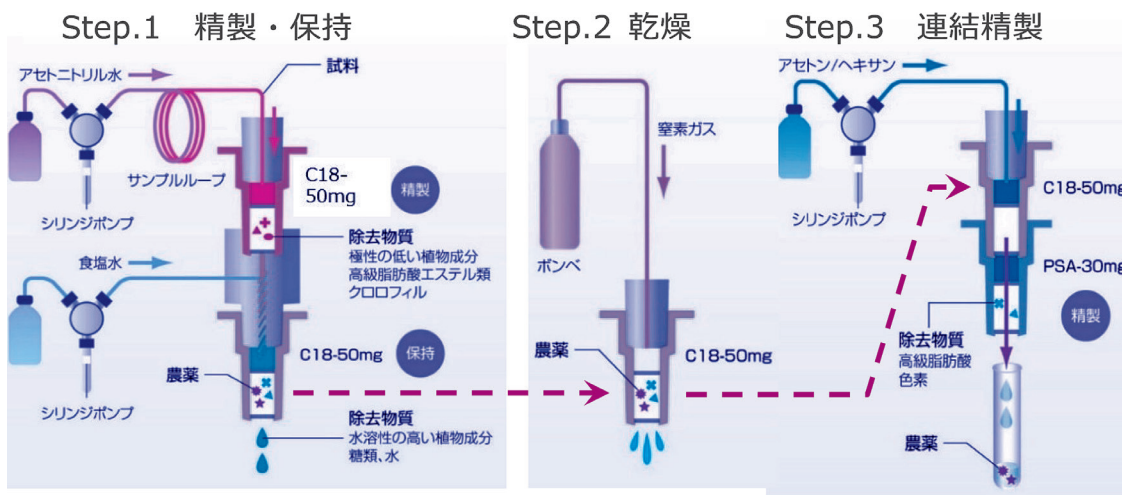 Step.1 精製・保持
アセトニトリル水
試料
サンプルループ
シリンジポンプ
C18-
50mg
精製
除去物質
極性の低い植物成分
高級脂肪酸エステル類
クロロフィル
食塩水
シリンジポンプ
C18-50mg
保持
農薬
除去物質
水溶性の高い植物成分
糖類、水
Step.2 乾燥
窒素ガス
ボンベ
農薬
C18-50mg
Step.3 連結精製
アセトン/ヘキサン
シリンジポンプ
C18-50mg
PSA-30mg
精製
除去物質
高級脂肪酸
色素
農薬